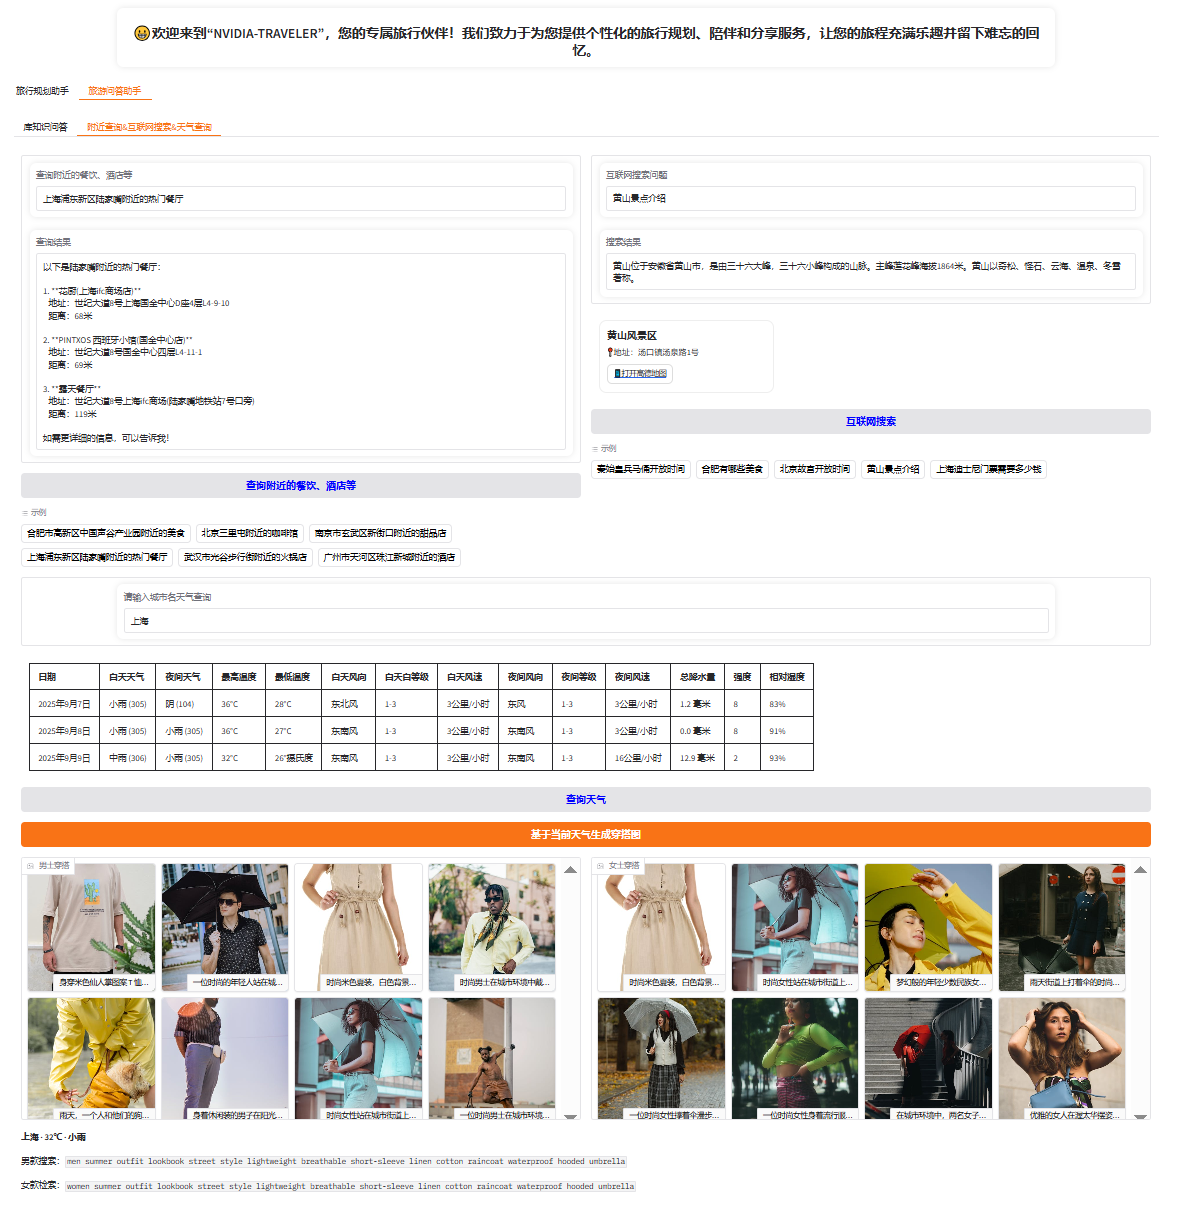 😀欢迎来到“NVIDIA-TRAVELER”，您的专属旅行伙伴！我们致力于为您提供个性化的旅行规划、陪伴和分享服务，让您的旅程充满乐趣并留下难忘的回
忆。
旅行规划助手 旅游问答助手
库知识问答 附近查询&互联网搜索&天气查询
查询附近的餐饮、酒店等
上海浦东新区陆家嘴附近的热门餐厅
查询结果
以下是陆家嘴附近的热门餐厅：
1. **花厨(上海ifc商场店)**
地址：世纪大道8号上海国金中心D座4层L4-9-10
距离：68米
2. **PINTXOS 西班牙小馆(国金中心店)**
地址：世纪大道8号国金中心四层L4-11-1
距离：69米
3. **露天餐厅**
地址：世纪大道8号上海ifc商场(陆家嘴地铁站7号口旁)
距离：119米
如需更详细的信息，可以告诉我！
查询附近的餐饮、酒店等
示例
合肥市高新区中国声谷产业园附近的美食 北京三里屯附近的咖啡馆 南京市玄武区新街口附近的甜品店
上海浦东新区陆家嘴附近的热门餐厅 武汉市光谷步行街附近的火锅店 广州市天河区珠江新城附近的酒店
互联网搜索问题
黄山景点介绍
搜索结果
黄山位于安徽省黄山市，是由三十六大峰，三十六小峰构成的山脉。主峰莲花峰海拔1864米。黄山以奇松、怪石、云海、温泉、冬雪
著称。
黄山风景区
📍地址：汤口镇汤泉路1号
📱打开高德地图
互联网搜索
示例
秦始皇兵马俑开放时间 合肥有哪些美食 北京故宫开放时间 黄山景点介绍 上海迪士尼门票需要多少钱
请输入城市名天气查询
上海
日期 白天天气 夜间天气 最高温度 最低温度 白天风向 白天白等级 白天风速 夜间风向 夜间等级 夜间风速 总降水量 强度 相对湿度
2025年9月7日 小雨 (305) 阴 (104) 36°C 28°C 东北风 1-3 3公里/小时 东风 1-3 3公里/小时 1.2 毫米 8 83%
2025年9月8日 小雨 (305) 小雨 (305) 36°C 27°C 东南风 1-3 3公里/小时 东南风 1-3 3公里/小时 0.0 毫米 8 91%
2025年9月9日 中雨 (306) 小雨 (305) 32°C 26°摄氏度 东南风 1-3 3公里/小时 东南风 1-3 16公里/小时 12.9 毫米 2 93%
查询天气
基于当前天气生成穿搭图
男士穿搭
身穿米色仙人掌图案T恤... 一位时尚的年轻人站在城... 时尚米色套装，白色背景... 时尚男士在城市环境中戴...
雨天，一个人和他们的狗... 身着休闲装的男子在阳光... 时尚女性站在城市街道上... 一位时尚男士在城市环境...
女士穿搭
时尚米色套装，白色背景... 时尚女性站在城市街道上... 梦幻般的年轻少数民族女... 雨天街道上打着伞的时尚...
一位时尚女性撑着伞漫步... 一位时尚女性身着流行服... 在城市环境中，两名女子... 优雅的女人在渥太华摆姿...
上海 · 32℃ · 小雨
男款搜索： men summer outfit lookbook street style lightweight breathable short-sleeve linen cotton raincoat waterproof hooded umbrella
女款检索： women summer outfit lookbook street style lightweight breathable short-sleeve linen cotton raincoat waterproof hooded umbrella